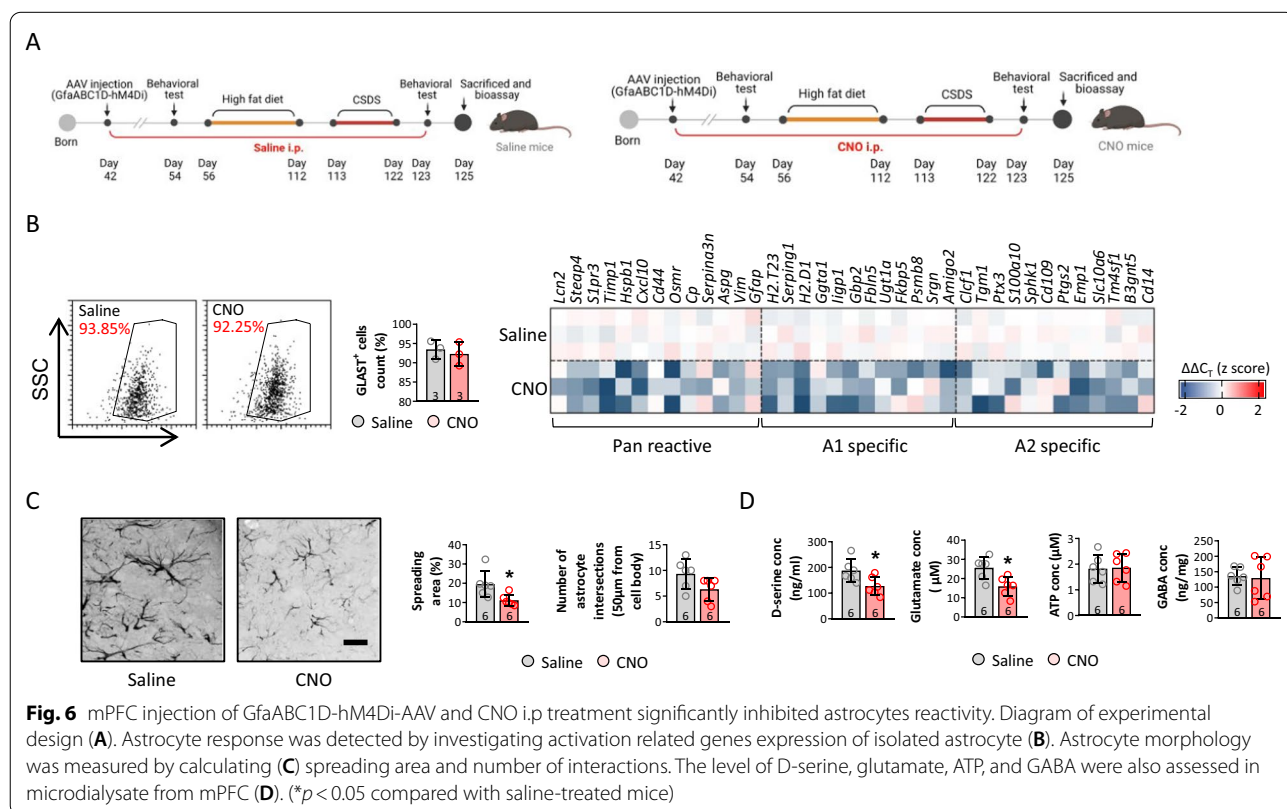 A
AAV injection
(GfaABC1D-hM4Di)
Behavioral
test
High fat diet
CSDS
Behavioral
test
Sacrificed and
bioassay
Born
Saline i.p.
Saline mice
Day
42
Day
54
Day
56
Day
112
Day
113
Day
122
Day
123
Day
125
AAV injection
(GfaABC1D-hM4Di)
Behavioral
test
High fat diet
CSDS
Behavioral
test
Sacrificed and
bioassay
Born
CNO i.p.
CNO mice
Day
42
Day
54
Day
56
Day
112
Day
113
Day
122
Day
123
Day
125
B
SSC
Saline
93.85%
CNO
92.25%
GLAST+ cells
count (%)
100
95
90
85
80
3
3
Saline
CNO
Lcn2
Steap4
S1pr3
Timp1
Hspb1
Cxcl10
Cd44
Osmr
Cp
Serpina3n
Aspg
Vim
Gfap
H2.T23
Serping1
H2.D1
Ggta1
Iigp1
Gbp2
Fbln5
Ugt1a
Fkbp5
Psmb8
Srgn
Amigo2
Clcf1
Tgm1
Ptx3
S100a10
Sphk1
Cd109
Ptgs2
Emp1
Slc10a6
Tm4sf1
B3gnt5
Cd14
Saline
CNO
Pan reactive
A1 specific
A2 specific
ΔΔCT (z score)
-2
0
2
C
Saline
CNO
Spreading
area (%)
40
30
20
10
0
*
6
6
Number of
astrocyte
intersections
(50μm from
cell body)
15
10
5
0
6
6
Saline
CNO
D
D-serine conc
(ng/ml)
300
200
100
0
*
6
6
Glutamate conc
( μM)
40
30
20
10
0
*
6
6
ATP conc (μM)
3
2
1
0
6
6
GABA conc
(ng/mg)
250
200
150
100
50
0
6
6
Saline
CNO
Fig. 6 mPFC injection of GfaABC1D-hM4Di-AAV and CNO i.p treatment significantly inhibited astrocytes reactivity. Diagram of experimental
design (A). Astrocyte response was detected by investigating activation related genes expression of isolated astrocyte (B). Astrocyte morphology
was measured by calculating (C) spreading area and number of interactions. The level of D-serine, glutamate, ATP, and GABA were also assessed in
microdialysate from mPFC (D). (*p < 0.05 compared with saline-treated mice)